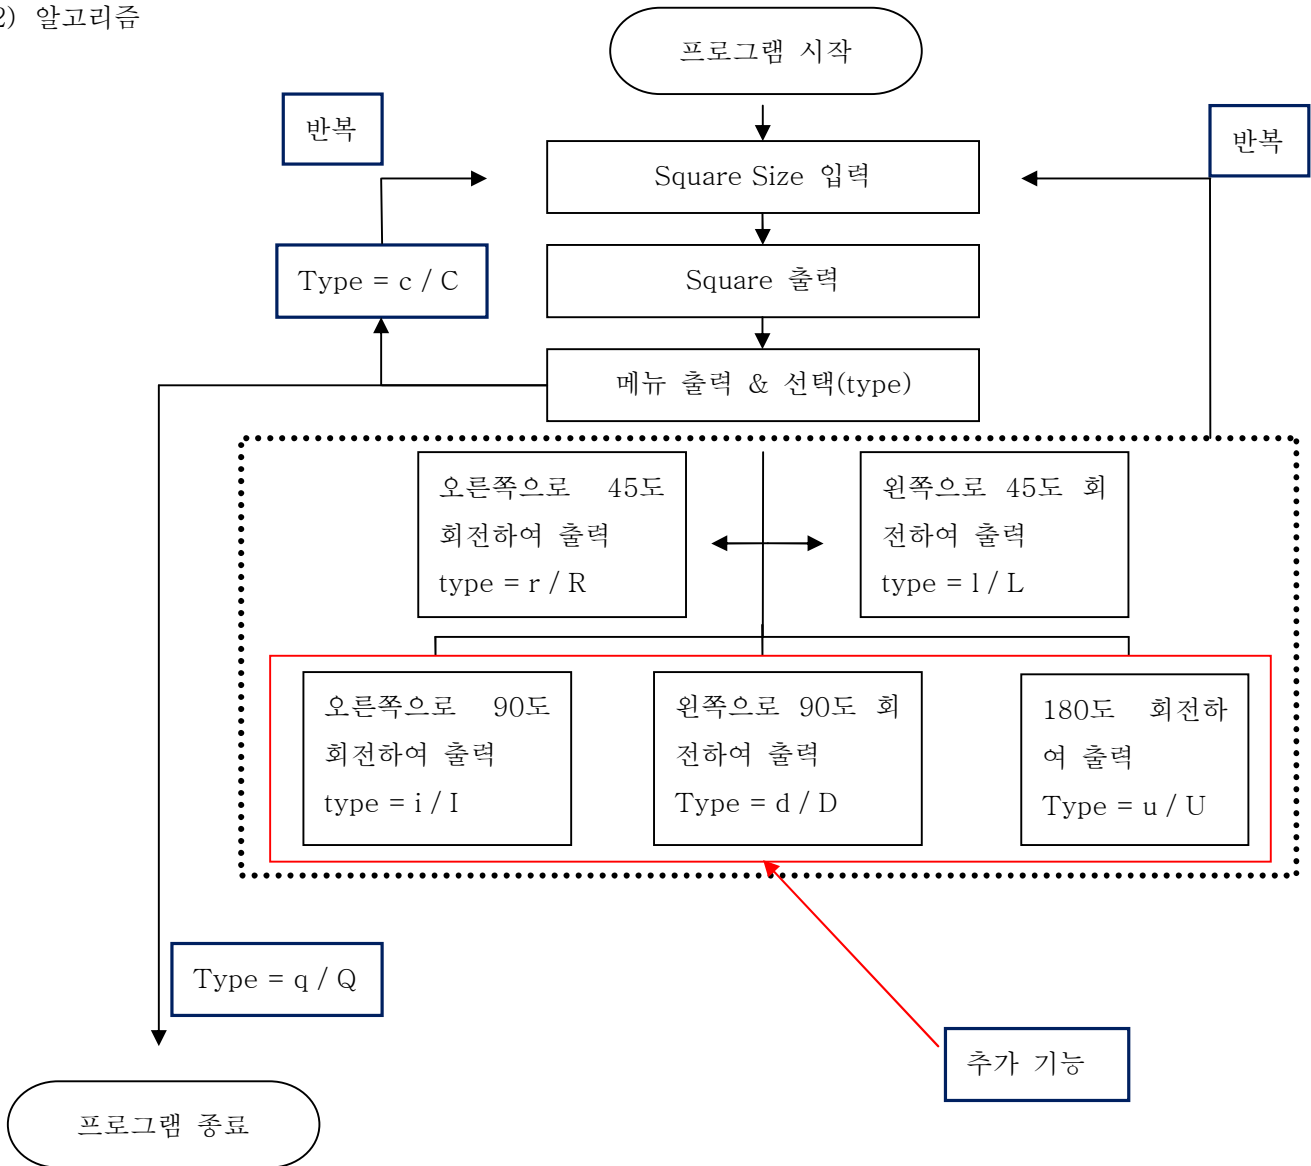 2) 알고리즘
프로그램 시작
반복
반복
Square Size 입력
Type = c / C
Square 출력
메뉴 출력 & 선택(type)
오른쪽으로 45도
회전하여 출력
type = r / R
왼쪽으로 45도 회
전하여 출력
type = l / L
오른쪽으로 90도
회전하여 출력
type = i / I
왼쪽으로 90도 회
전하여 출력
Type = d / D
180도 회전하
여 출력
Type = u / U
Type = q / Q
추가 기능
프로그램 종료